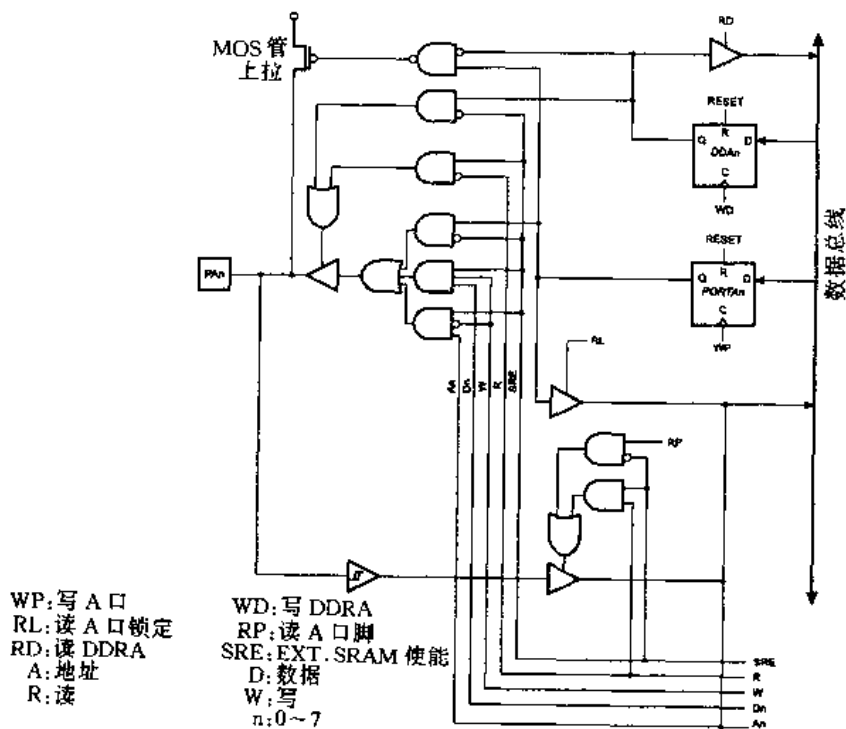 MOS 管
上拉
RD
RESET
Q
R
D
DDAn
C
WD
数据总线
RESET
PAn
Q
R
D
PORTAn
C
WP
RL
An
Dn
W
R
SRE
RP
WP:写 A 口
RL:读 A 口锁定
RD:读 DDRA
A:地址
R:读
WD:写 DDRA
RP:读 A 口脚
SRE:EXT.SRAM 使能
D:数据
W:写
n:0~7
SRE
R
W
Dn
An